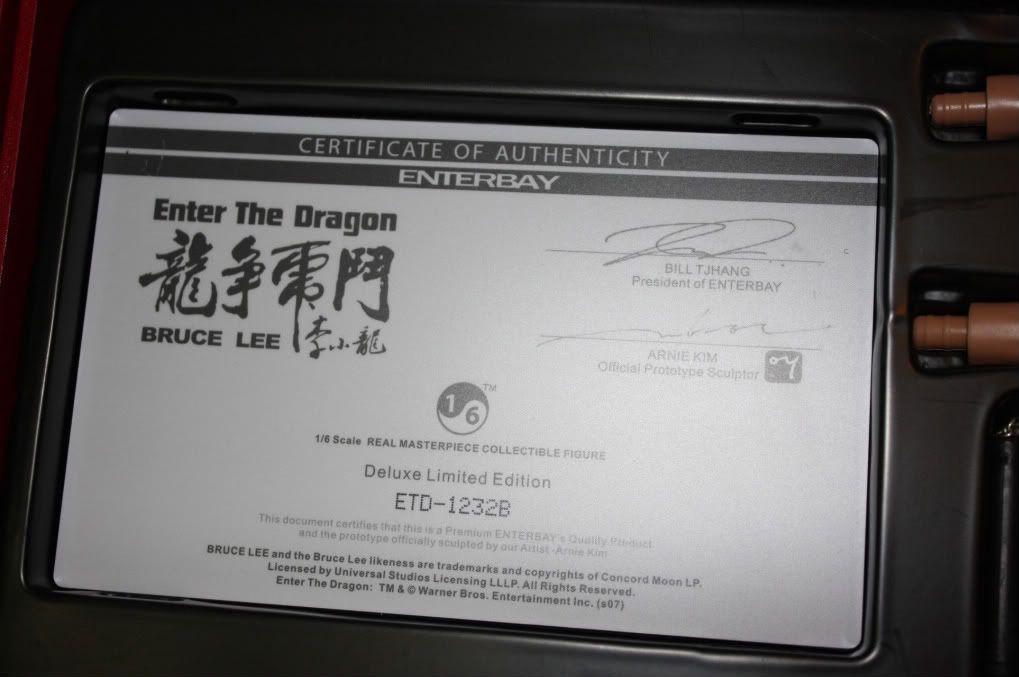 CERTIFICATE OF AUTHENTICITY
ENTERBAY
Enter The Dragon
龍争虎鬥
BRUCE LEE 李小龍
BILL TJHANG
President of ENTERBAY
ARNIE KIM
Official Prototype Sculptor
1/6 TM
1/6 Scale REAL MASTERPIECE COLLECTIBLE FIGURE
Deluxe Limited Edition
ETD-1232B
This document certifies that this is a Premium ENTERBAY's Quality Product
and the prototype officially sculpted by our Artist -Arnie Kim
BRUCE LEE and the Bruce Lee likeness are trademarks and copyrights of Concord Moon LP.
Licensed by Universal Studios Licensing LLLP. All Rights Reserved.
Enter The Dragon: TM & © Warner Bros. Entertainment Inc. (s07)